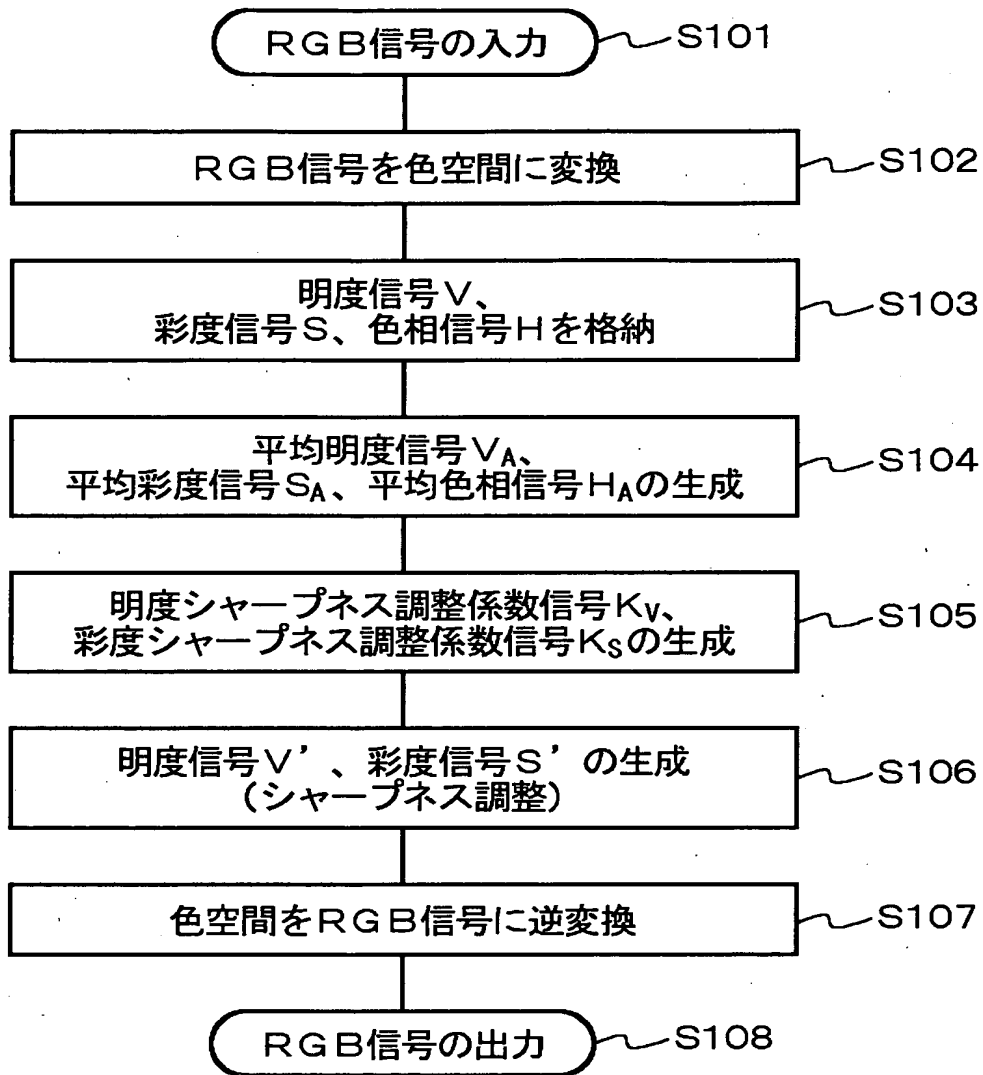 RGB信号の入力 S101
RGB信号を色空間に変換 S102
明度信号V、
彩度信号S、色相信号Hを格納 S103
平均明度信号VA、
平均彩度信号SA、平均色相信号HAの生成 S104
明度シャープネス調整係数信号KV、
彩度シャープネス調整係数信号KSの生成 S105
明度信号V’、彩度信号S’の生成
(シャープネス調整) S106
色空間をRGB信号に逆変換 S107
RGB信号の出力 S108